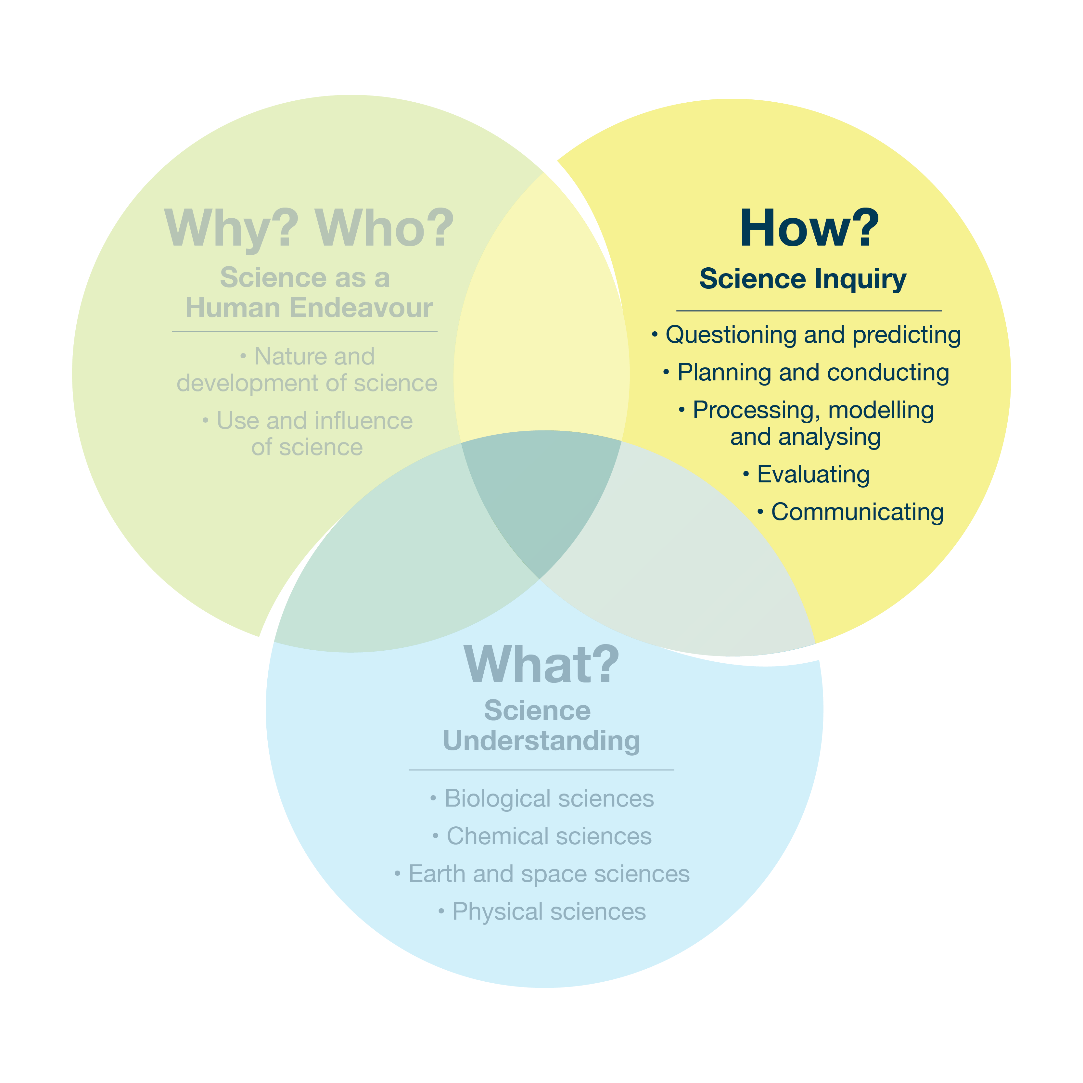 Why? Who?
Science as a
Human Endeavour
• Nature and
development of science
• Use and influence
of science
How?
Science Inquiry
• Questioning and predicting
• Planning and conducting
• Processing, modelling
and analysing
• Evaluating
• Communicating
What?
Science
Understanding
• Biological sciences
• Chemical sciences
• Earth and space sciences
• Physical sciences